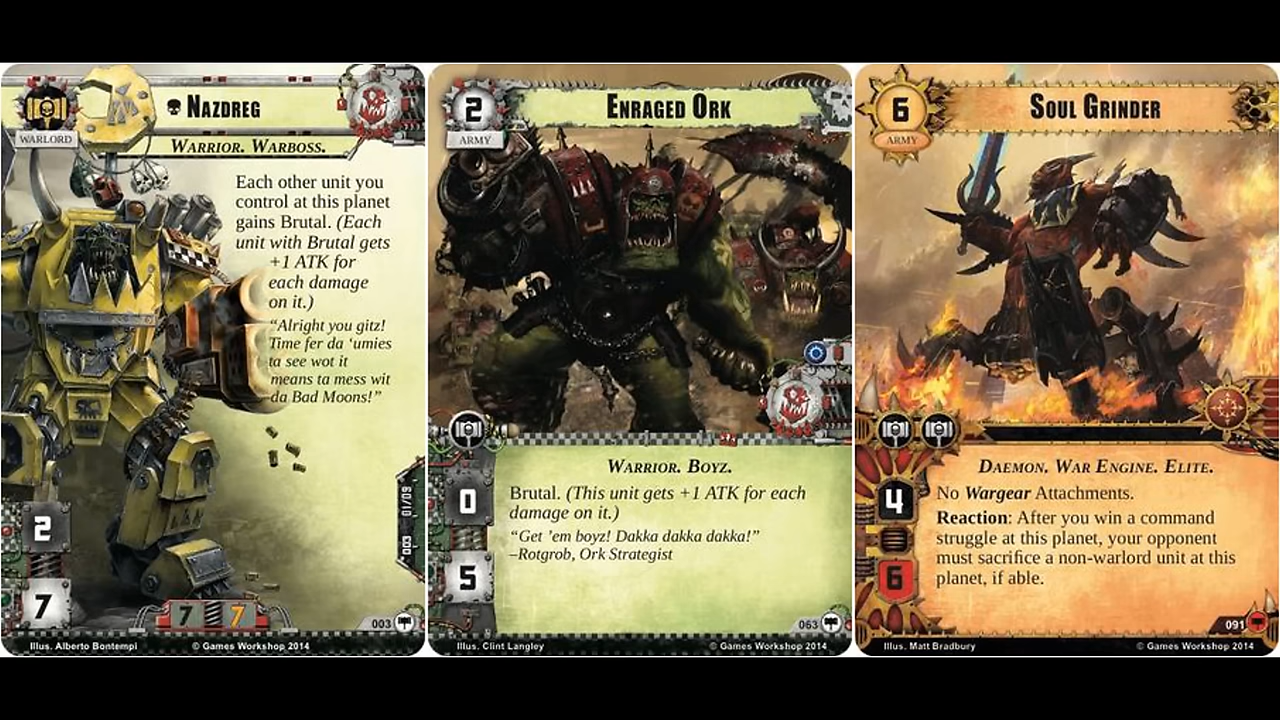 NAZDREG
WARLORD
WARRIOR. WARBOSS.
Each other unit you
control at this planet
gains Brutal. (Each
unit with Brutal gets
+1 ATK for
each damage
on it.)
“Alright you gitz!
Time fer da ‘umies
ta see wot it
means ta mess wit
da Bad Moons!”
2
7
7 7
003 01/09
003
Illus. Alberto Bontempi © Games Workshop 2014
2
ARMY
ENRAGED ORK
WARRIOR. BOYZ.
0
5
Brutal. (This unit gets +1 ATK for each
damage on it.)
“Get ’em boyz! Dakka dakka dakka!”
–Rotgrob, Ork Strategist
063
Illus. Clint Langley © Games Workshop 2014
6
ARMY
SOUL GRINDER
DAEMON. WAR ENGINE. ELITE.
4
6
No Wargear Attachments.
Reaction: After you win a command
struggle at this planet, your opponent
must sacrifice a non-warlord unit at this
planet, if able.
091
Illus. Matt Bradbury © Games Workshop 2014